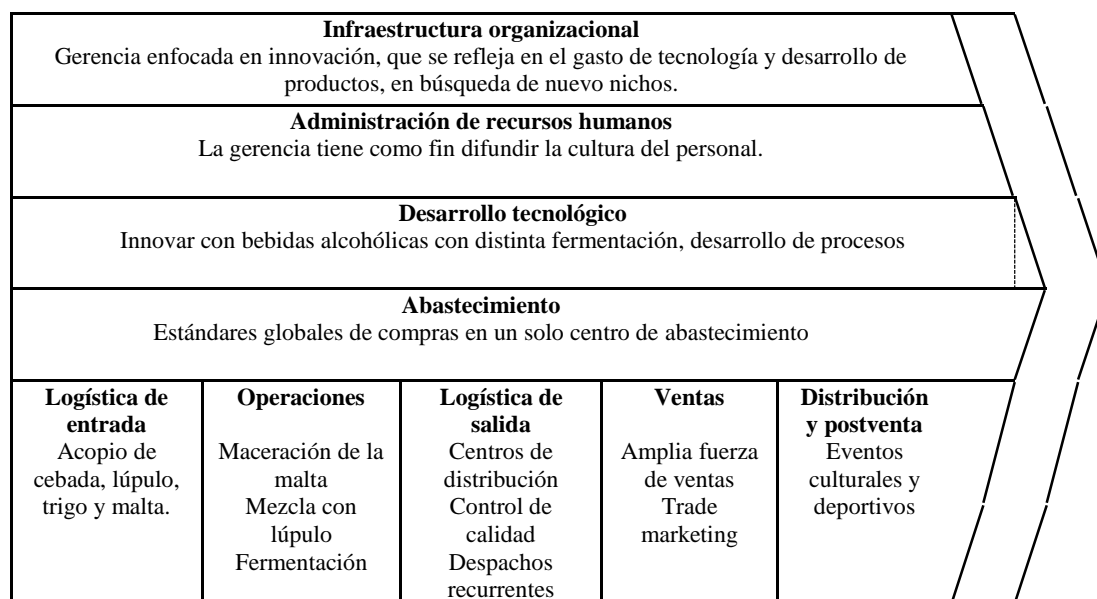 Infraestructura organizacional
Gerencia enfocada en innovación, que se refleja en el gasto de tecnología y desarrollo de
productos, en búsqueda de nuevo nichos.
Administración de recursos humanos
La gerencia tiene como fin difundir la cultura del personal.
Desarrollo tecnológico
Innovar con bebidas alcohólicas con distinta fermentación, desarrollo de procesos
Abastecimiento
Estándares globales de compras en un solo centro de abastecimiento
Logística de
entrada
Acopio de
cebada, lúpulo,
trigo y malta.
Operaciones
Maceración de la
malta
Mezcla con
lúpulo
Fermentación
Logística de
salida
Centros de
distribución
Control de
calidad
Despachos
recurrentes
Ventas
Amplia fuerza
de ventas
Trade
marketing
Distribución
y postventa
Eventos
culturales y
deportivos